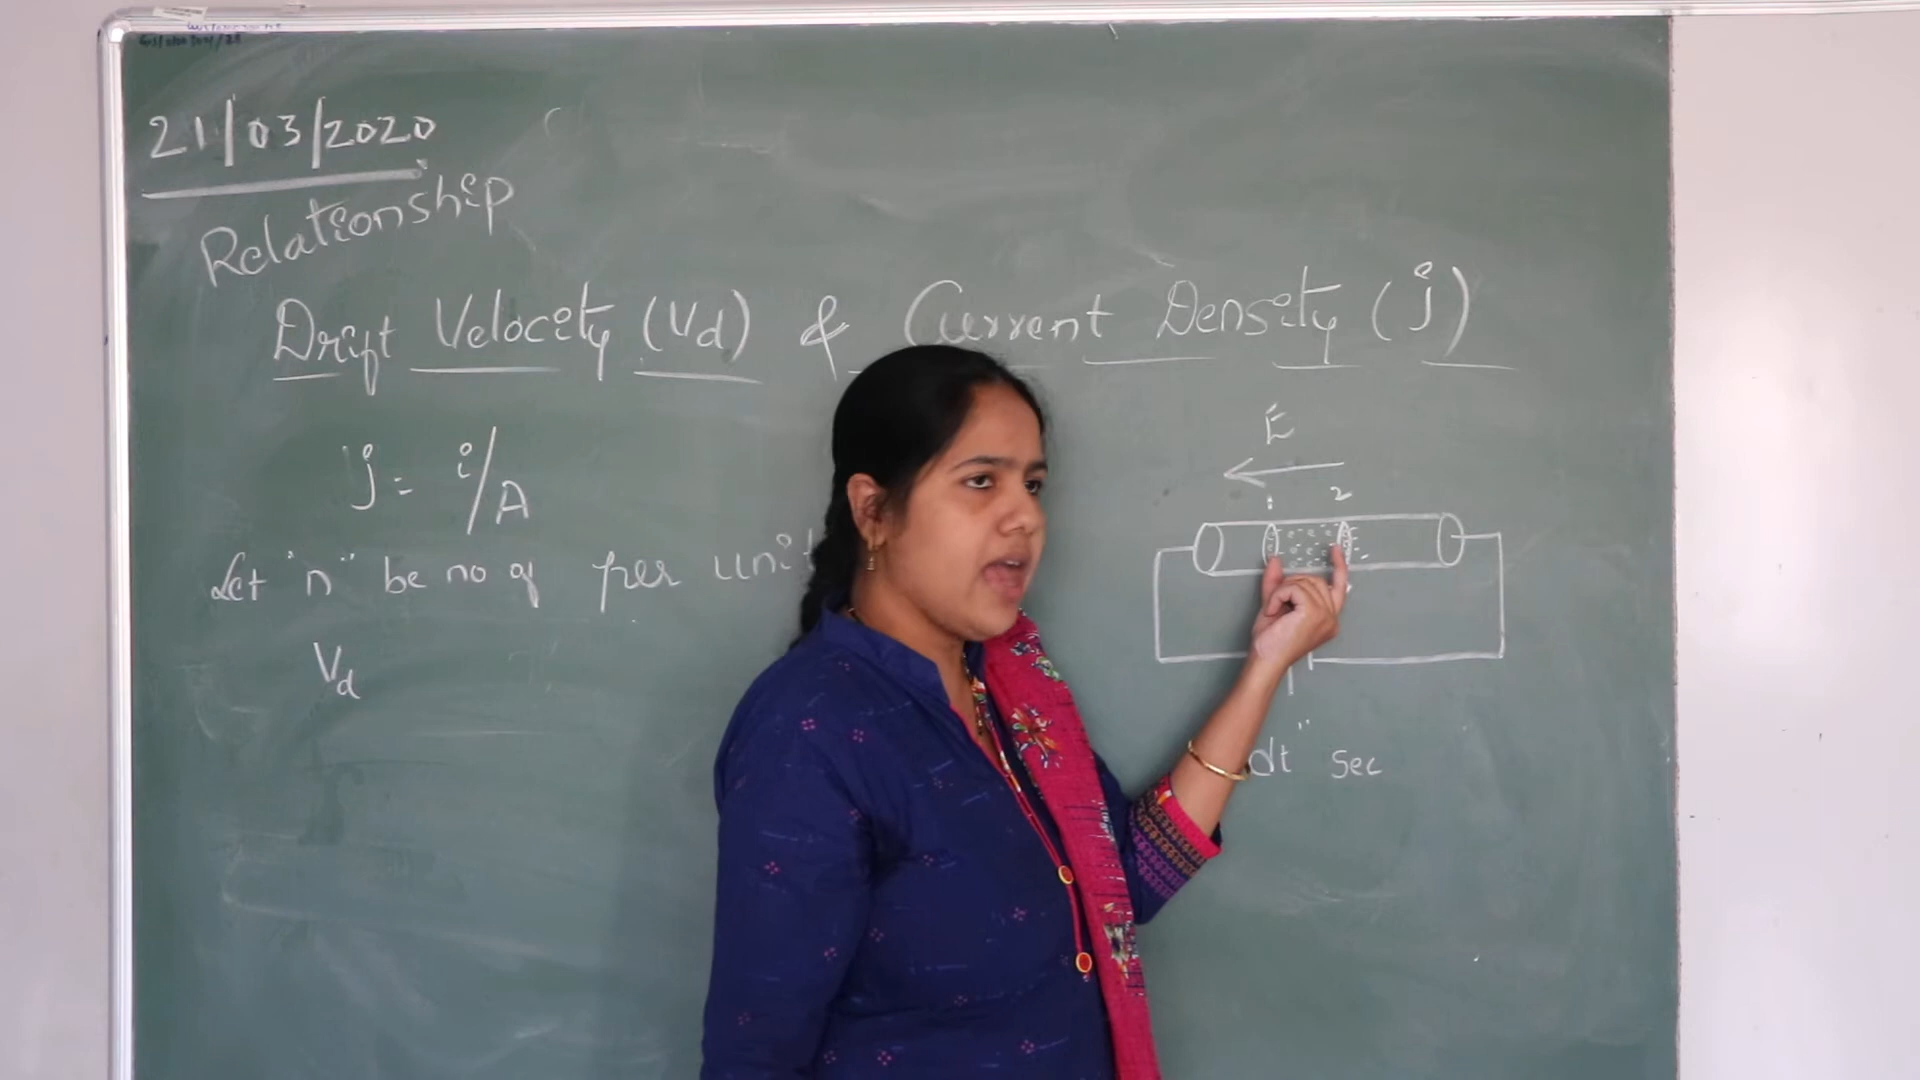 21/03/2020
Relationship
Drift Velocity (Vd) & Current Density (j)
j = i/A
Let "n" be no of per unit
Vd
E
1 2
dt" sec